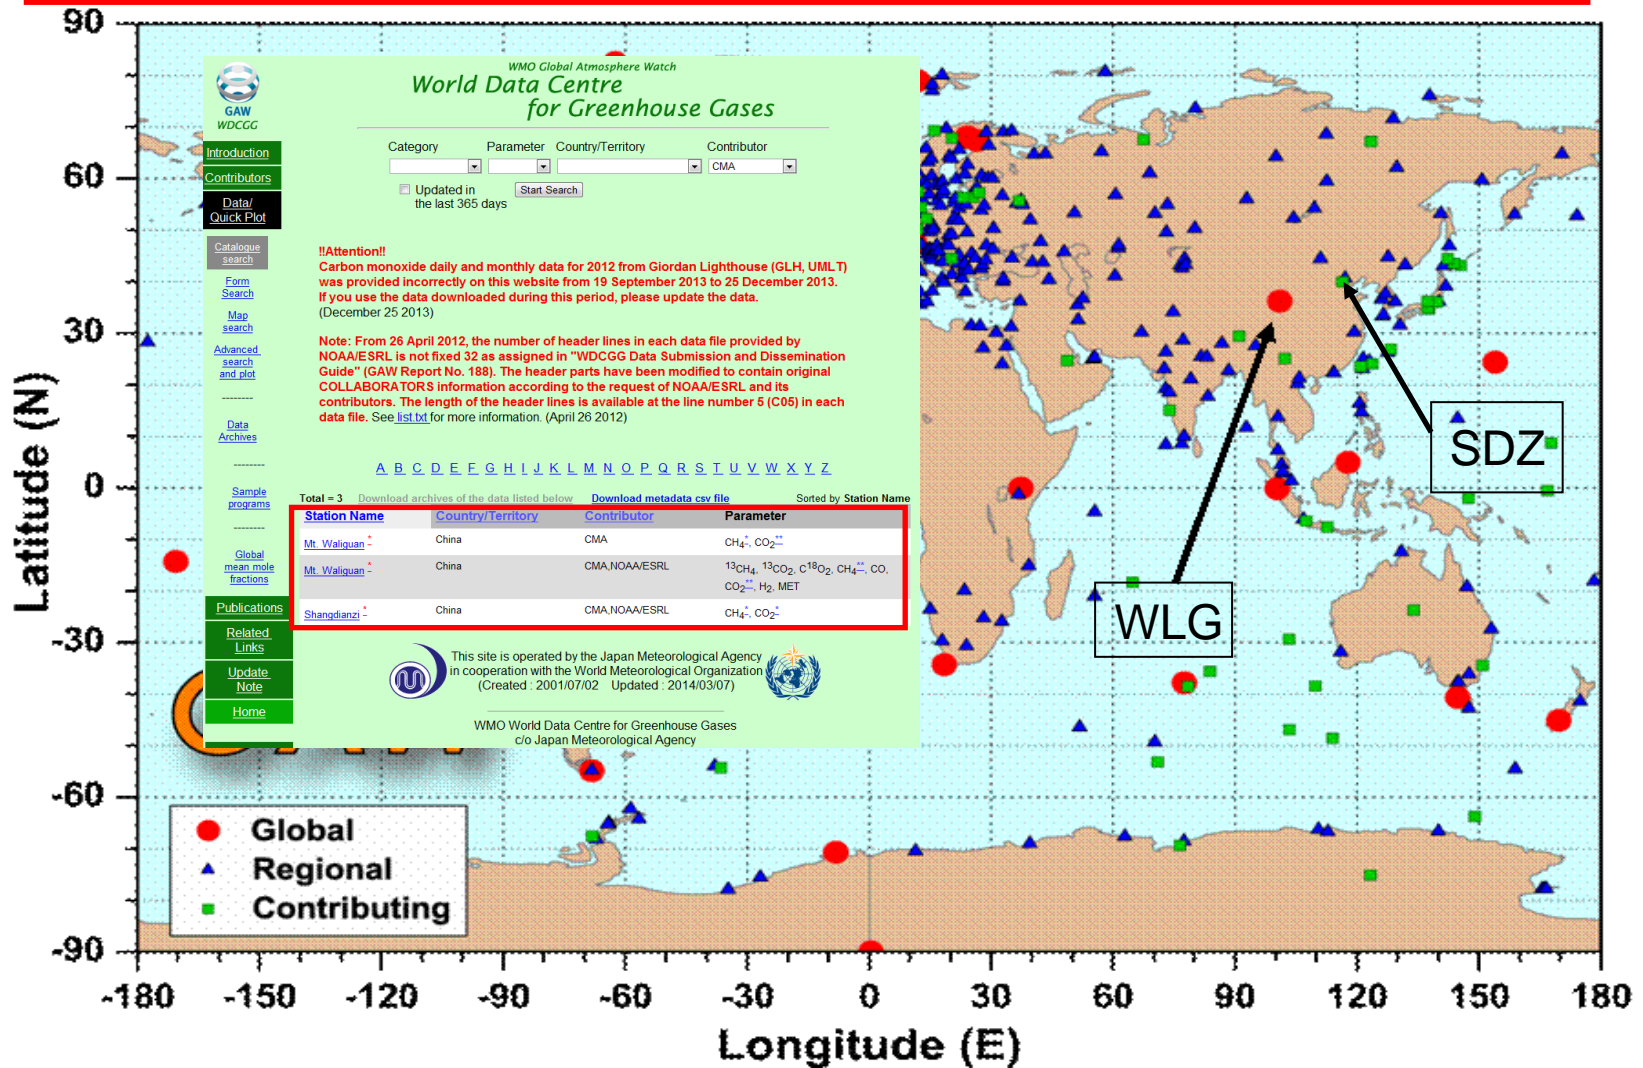 WMO Global Atmosphere Watch
World Data Centre
for Greenhouse Gases
GAW
WDCGG
Introduction
Contributors
Data/
Quick Plot
Catalogue
search
Form
Search
Map
search
Advanced
search
and plot
--------
Data
Archives
--------
Sample
programs
--------
Global
mean mole
fractions
Publications
Related
Links
Update
Note
Home
Category Parameter Country/Territory Contributor
CMA
Updated in
the last 365 days
Start Search
!!Attention!!
Carbon monoxide daily and monthly data for 2012 from Giordan Lighthouse (GLH, UMLT)
was provided incorrectly on this website from 19 September 2013 to 25 December 2013.
If you use the data downloaded during this period, please update the data.
(December 25 2013)
Note: From 26 April 2012, the number of header lines in each data file provided by
NOAA/ESRL is not fixed 32 as assigned in "WDCGG Data Submission and Dissemination
Guide" (GAW Report No. 188). The header parts have been modified to contain original
COLLABORATORS information according to the request of NOAA/ESRL and its
contributors. The length of the header lines is available at the line number 5 (C05) in each
data file. See list.txt for more information. (April 26 2012)
A B C D E F G H I J K L M N O P Q R S T U V W X Y Z
Total = 3 Download archives of the data listed below Download metadata csv file Sorted by Station Name
Station Name Country/Territory Contributor Parameter
Mt. Waliguan * China CMA CH4*, CO2**
Mt. Waliguan * China CMA,NOAA/ESRL 13CH4, 13CO2, C18O2, CH4**, CO,
CO2**, H2, MET
Shangdianzi * China CMA,NOAA/ESRL CH4*, CO2*
This site is operated by the Japan Meteorological Agency
in cooperation with the World Meteorological Organization
(Created : 2001/07/02 Updated : 2014/03/07)
WMO World Data Centre for Greenhouse Gases
c/o Japan Meteorological Agency
SDZ
WLG
Global
Regional
Contributing
Latitude (N)
90
60
30
0
-30
-60
-90
-180 -150 -120 -90 -60 -30 0 30 60 90 120 150 180
Longitude (E)